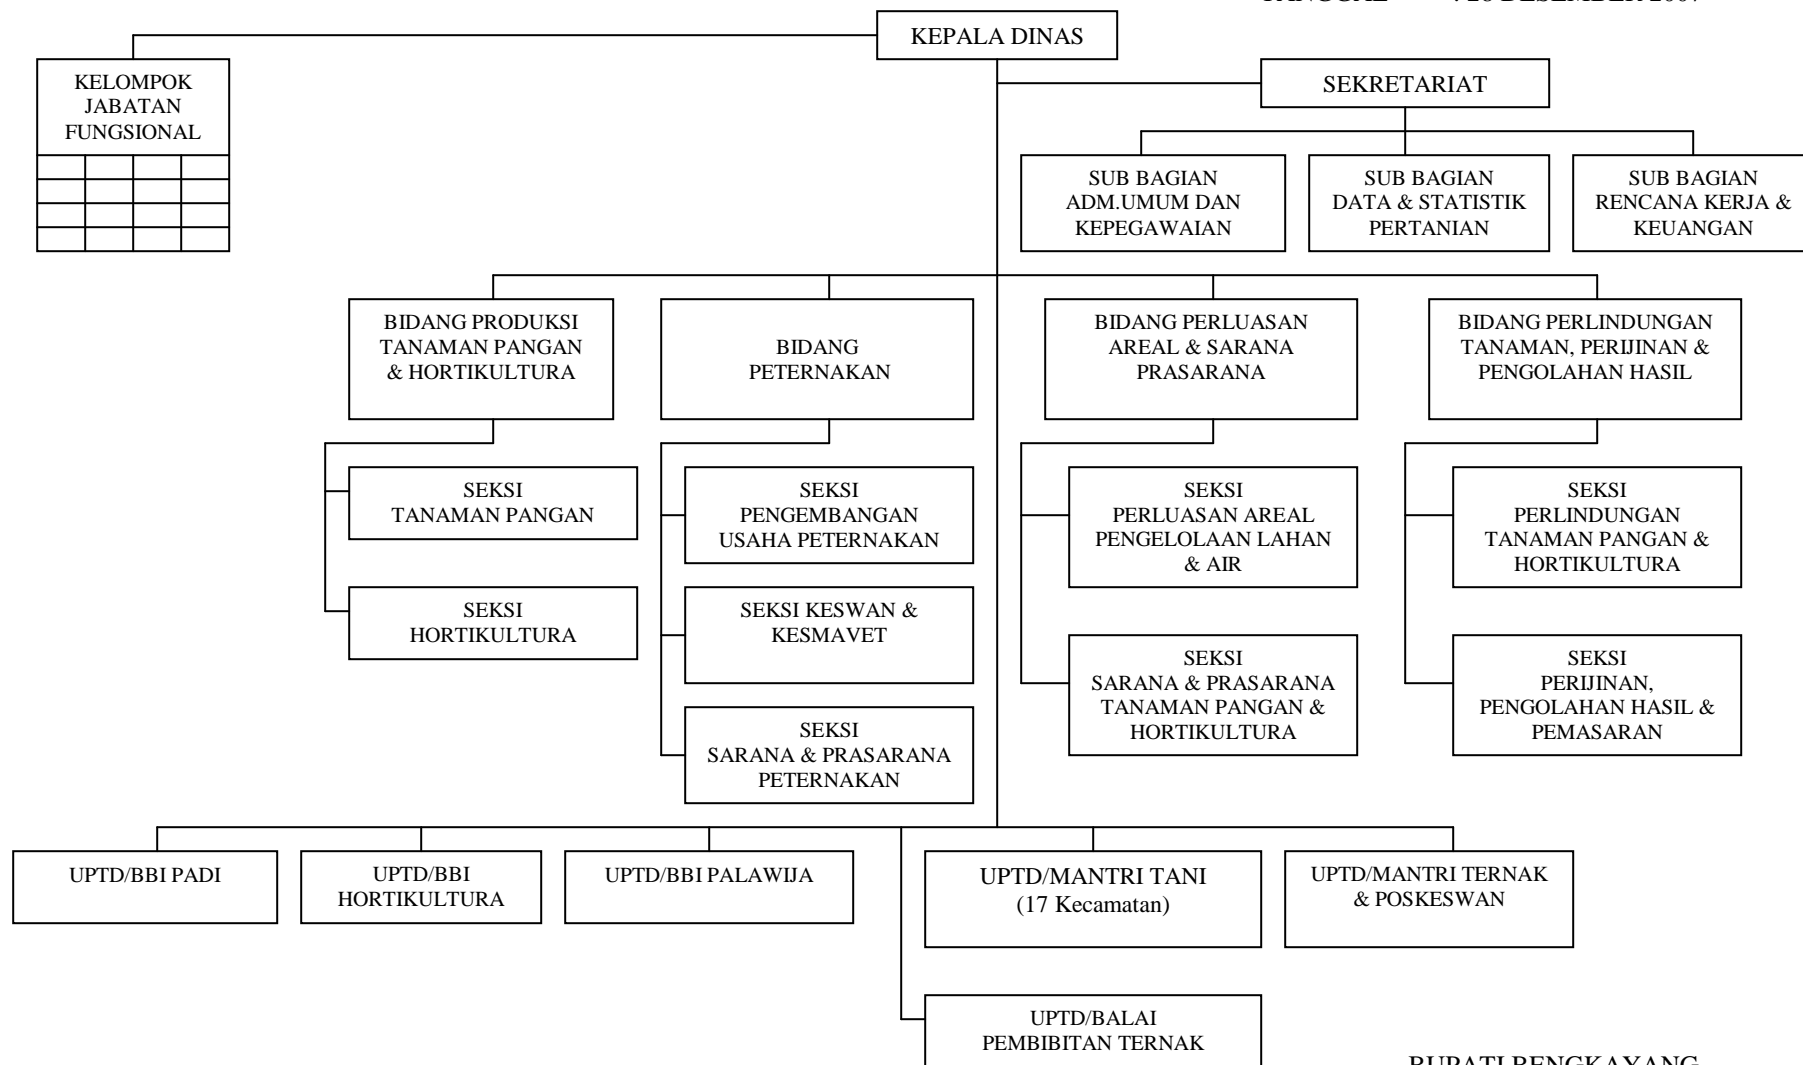 KEPALA DINAS
KELOMPOK
JABATAN
FUNGSIONAL
SEKRETARIAT
SUB BAGIAN
ADM.UMUM DAN
KEPEGAWAIAN
SUB BAGIAN
DATA & STATISTIK
PERTANIAN
SUB BAGIAN
RENCANA KERJA &
KEUANGAN
BIDANG PRODUKSI
TANAMAN PANGAN
& HORTIKULTURA
BIDANG
PETERNAKAN
BIDANG PERLUASAN
AREAL & SARANA
PRASARANA
BIDANG PERLINDUNGAN
TANAMAN, PERIJINAN &
PENGOLAHAN HASIL
SEKSI
TANAMAN PANGAN
SEKSI
HORTIKULTURA
SEKSI
PENGEMBANGAN
USAHA PETERNAKAN
SEKSI KESWAN &
KESMAVET
SEKSI
SARANA & PRASARANA
PETERNAKAN
SEKSI
PERLUASAN AREAL
PENGELOLAAN LAHAN
& AIR
SEKSI
SARANA & PRASARANA
TANAMAN PANGAN &
HORTIKULTURA
SEKSI
PERLINDUNGAN
TANAMAN PANGAN &
HORTIKULTURA
SEKSI
PERIJINAN,
PENGOLAHAN HASIL &
PEMASARAN
UPTD/BBI PADI
UPTD/BBI
HORTIKULTURA
UPTD/BBI PALAWIJA
UPTD/MANTRI TANI
(17 Kecamatan)
UPTD/MANTRI TERNAK
& POSKESWAN
UPTD/BALAI
PEMBIBITAN TERNAK
BUPATI BENGKAYANG